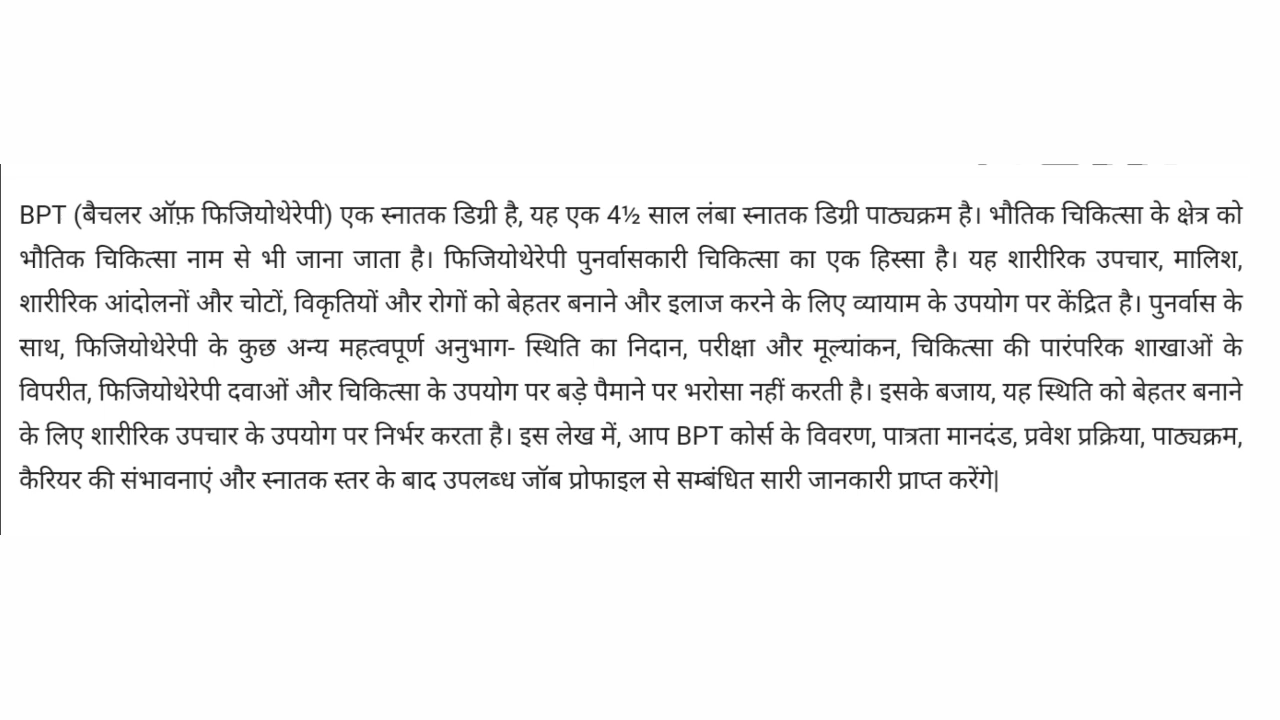 BPT (बैचलर ऑफ़ फिजियोथेरेपी) एक स्नातक डिग्री है, यह एक 4½ साल लंबा स्नातक डिग्री पाठ्यक्रम है। भौतिक चिकित्सा के क्षेत्र को
भौतिक चिकित्सा नाम से भी जाना जाता है। फिजियोथेरेपी पुनर्वासकारी चिकित्सा का एक हिस्सा है। यह शारीरिक उपचार, मालिश,
शारीरिक आंदोलनों और चोटों, विकृतियों और रोगों को बेहतर बनाने और इलाज करने के लिए व्यायाम के उपयोग पर केंद्रित है। पुनर्वास के
साथ, फिजियोथेरेपी के कुछ अन्य महत्वपूर्ण अनुभाग- स्थिति का निदान, परीक्षा और मूल्यांकन, चिकित्सा की पारंपरिक शाखाओं के
विपरीत, फिजियोथेरेपी दवाओं और चिकित्सा के उपयोग पर बड़े पैमाने पर भरोसा नहीं करती है। इसके बजाय, यह स्थिति को बेहतर बनाने
के लिए शारीरिक उपचार के उपयोग पर निर्भर करता है। इस लेख में, आप BPT कोर्स के विवरण, पात्रता मानदंड, प्रवेश प्रक्रिया, पाठ्यक्रम,
कैरियर की संभावनाएं और स्नातक स्तर के बाद उपलब्ध जॉब प्रोफाइल से सम्बंधित सारी जानकारी प्राप्त करेंगे|